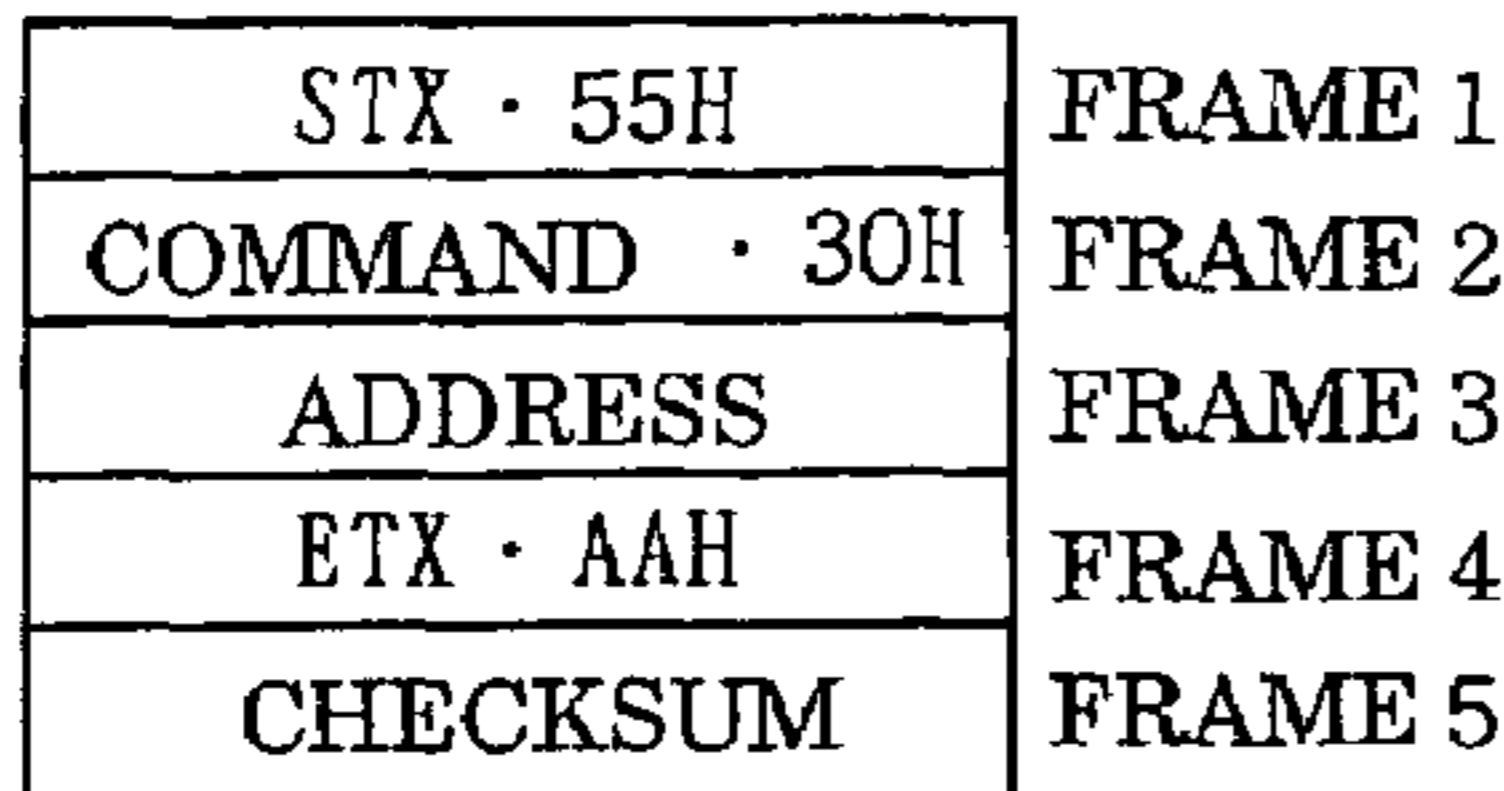 STX · 55H FRAME 1
COMMAND · 30H FRAME 2
ADDRESS FRAME 3
ETX · AAH FRAME 4
CHECKSUM FRAME 5